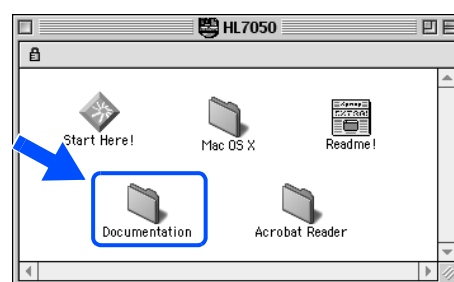 HL7050
Start Here!
Mac OS X
Readme!
Documentation
Acrobat Reader